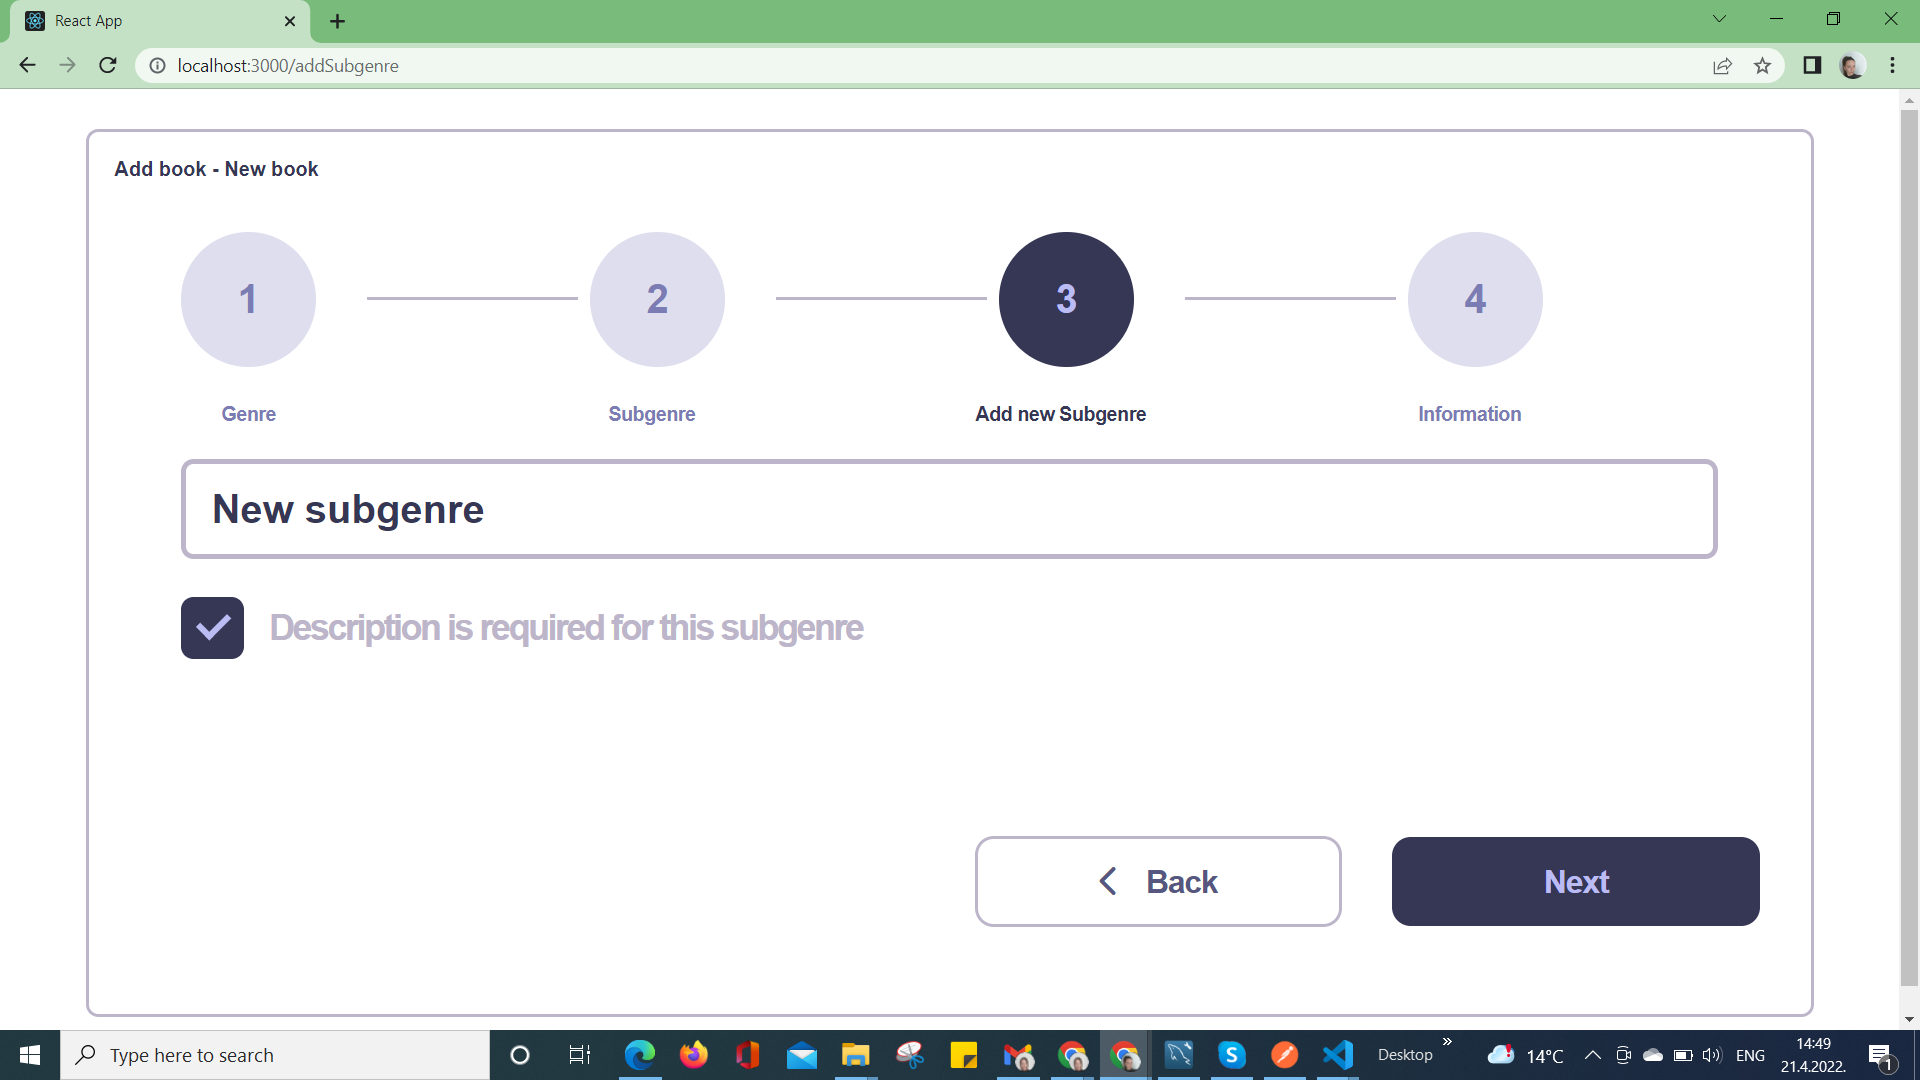 React App
localhost:3000/addSubgenre
Add book - New book
1
2
3
4
Genre
Subgenre
Add new Subgenre
Information
New subgenre
Description is required for this subgenre
Back
Next
Type here to search
Desktop
14°C
ENG
14:49
21.4.2022.
1